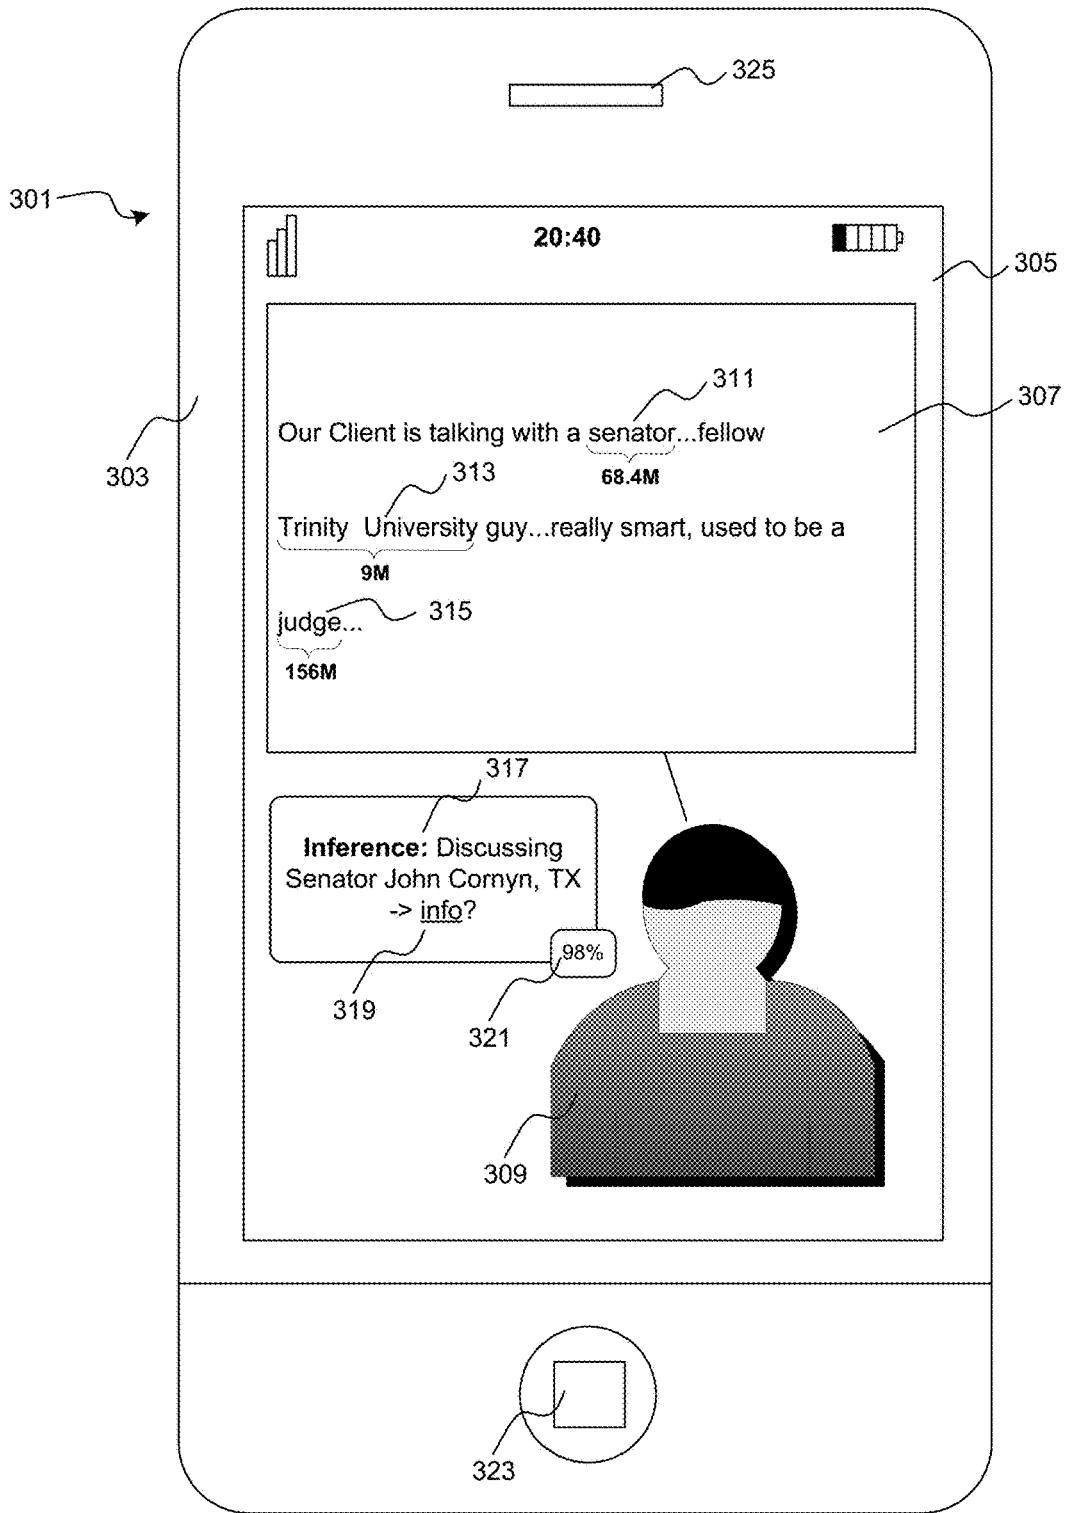 325
301
20:40
305
311
307
Our Client is talking with a senator...fellow
303
313
68.4M
Trinity University guy...really smart, used to be a
9M
315
judge...
156M
317
Inference: Discussing
Senator John Cornyn, TX
-> info?
98%
319
321
309
323